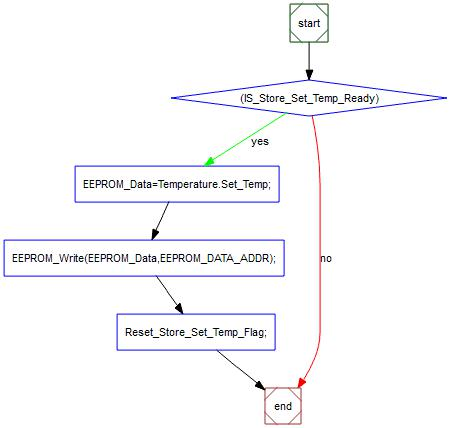 start
(IS_Store_Set_Temp_Ready)
yes
EEPROM_Data=Temperature.Set_Temp;
EEPROM_Write(EEPROM_Data,EEPROM_DATA_ADDR);
no
Reset_Store_Set_Temp_Flag;
end